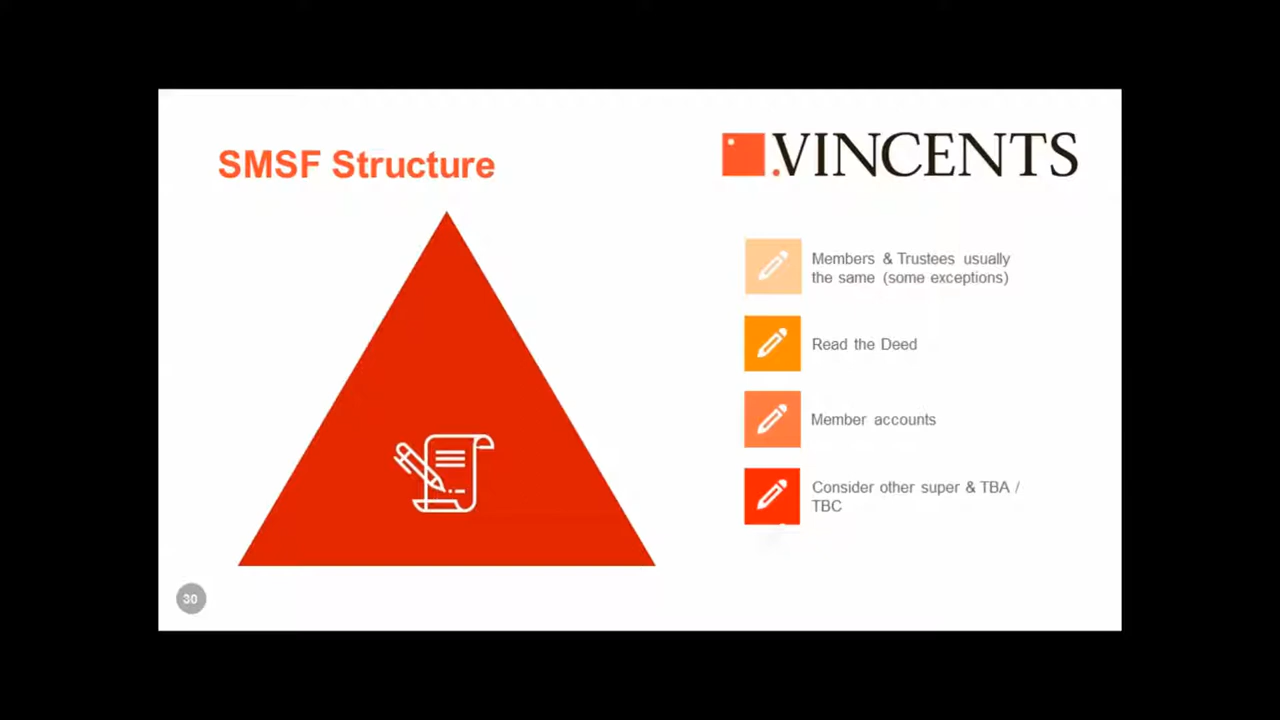 SMSF Structure
.VINCENTS
Members & Trustees usually
the same (some exceptions)
Read the Deed
Member accounts
Consider other super & TBA /
TBC
30